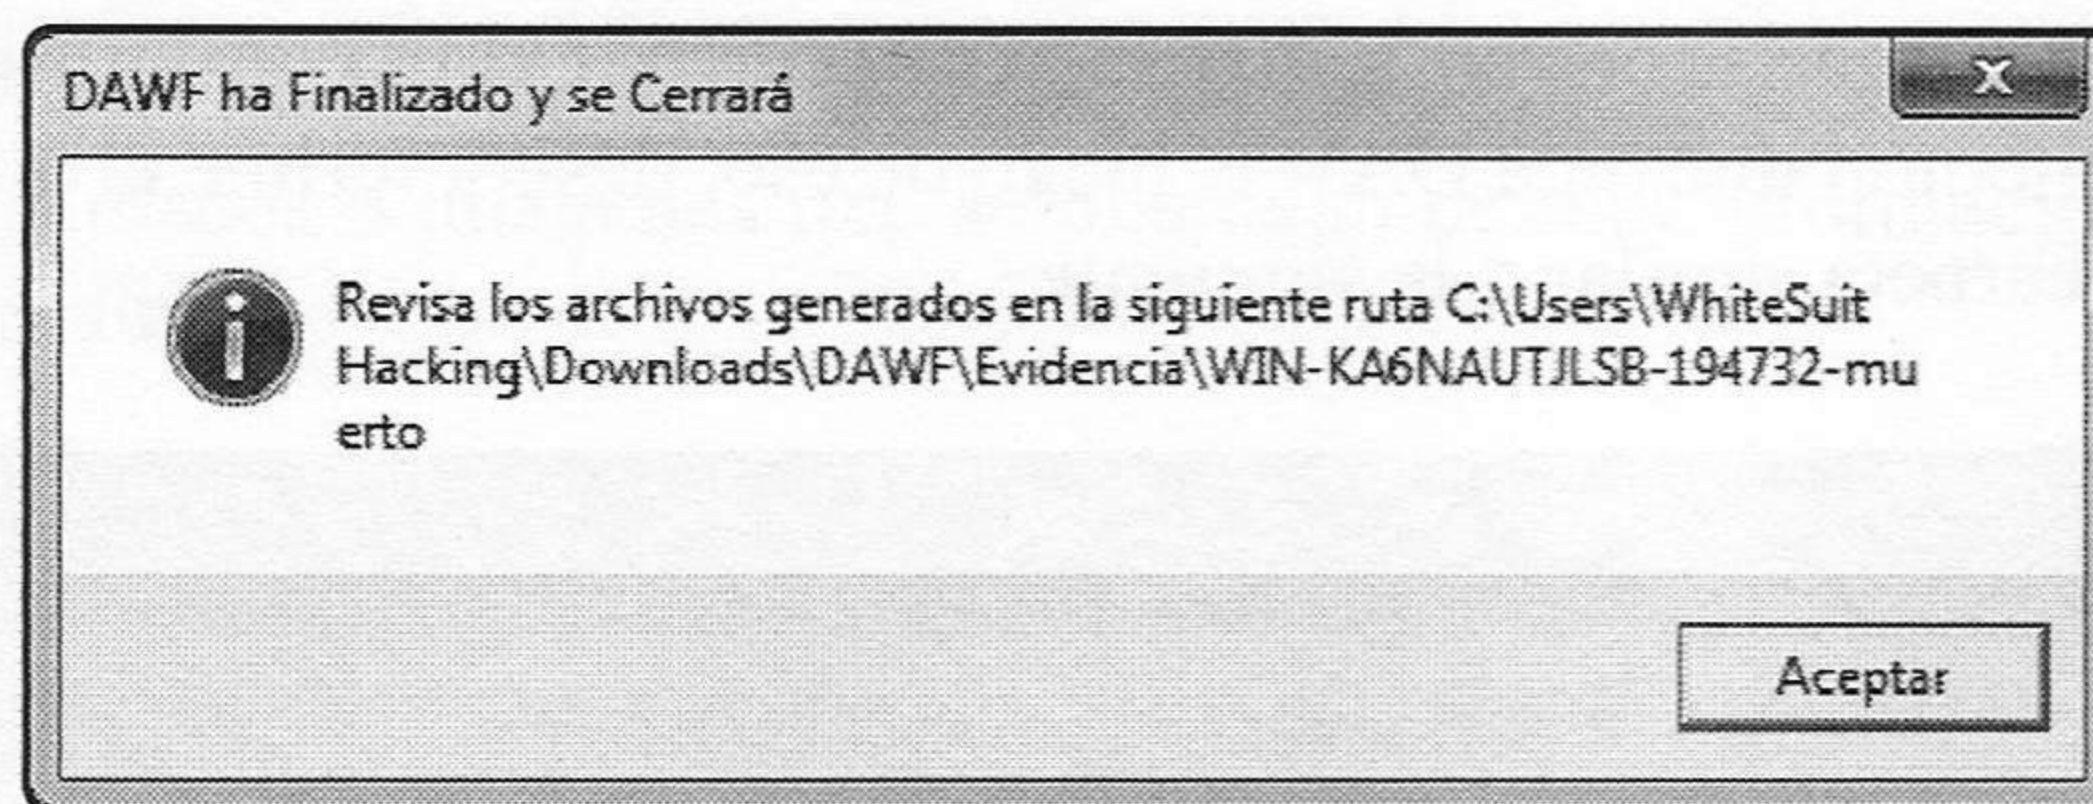 DAWF ha Finalizado y se Cerrará
Revisa los archivos generados en la siguiente ruta C:\Users\WhiteSuit
Hacking\Downloads\DAWF\Evidencia\WIN-KA6NAUTJLSB-194732-mu
erto
Aceptar